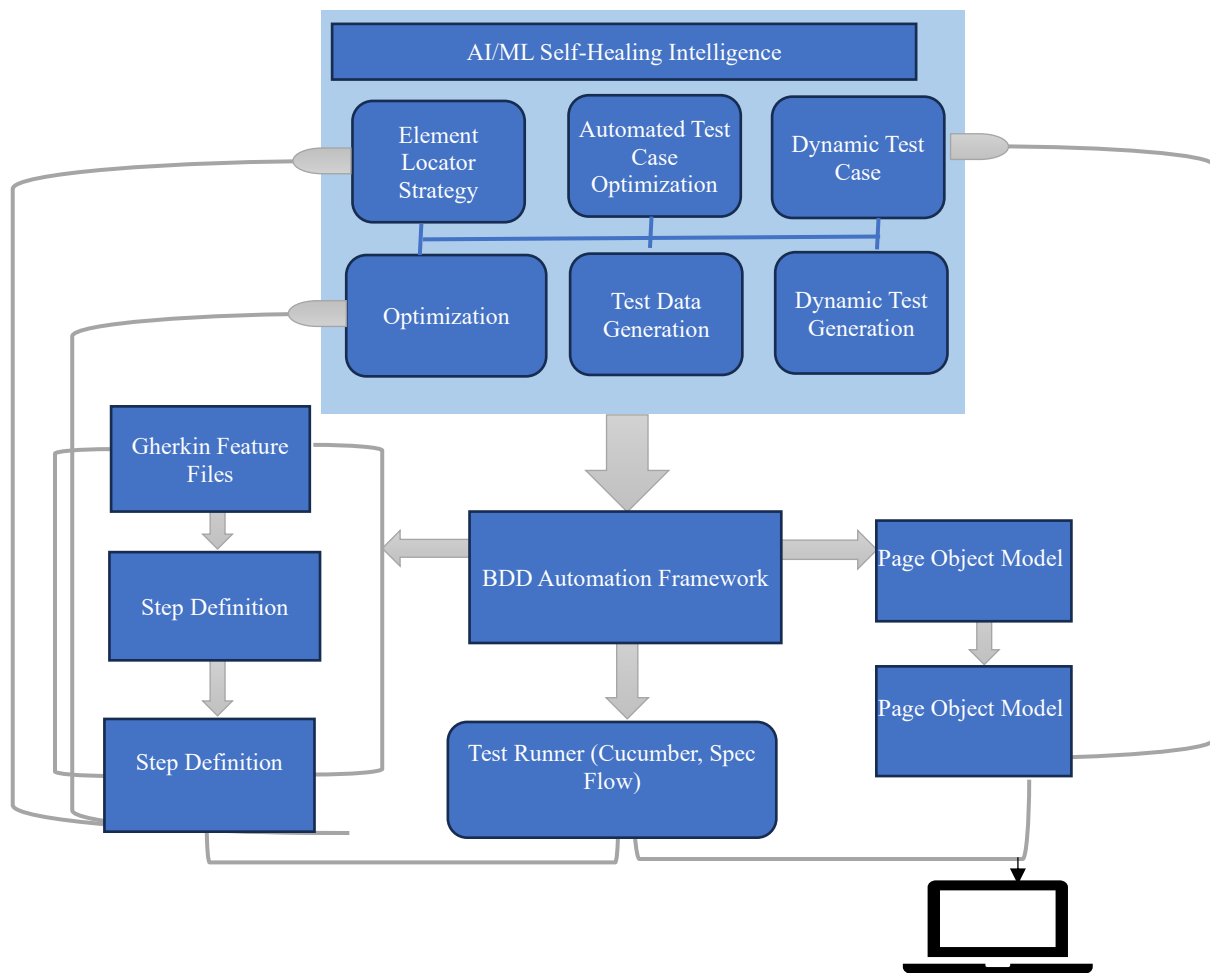 AI/ML Self-Healing Intelligence
Element
Locator
Strategy
Automated Test
Case
Optimization
Dynamic Test
Case
Optimization
Test Data
Generation
Dynamic Test
Generation
Gherkin Feature
Files
Step Definition
Step Definition
BDD Automation Framework
Test Runner (Cucumber, Spec
Flow)
Page Object Model
Page Object Model